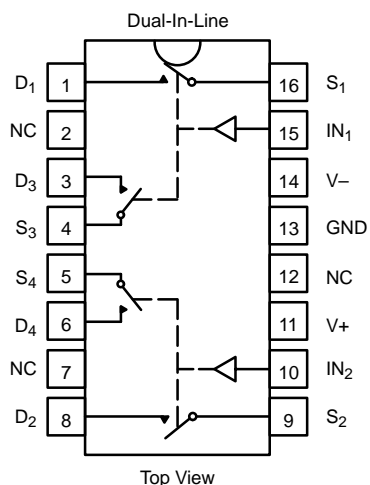 Dual-In-Line
D1 1 16 S1
NC 2 15 IN1
D3 3 14 V–
S3 4 13 GND
S4 5 12 NC
D4 6 11 V+
NC 7 10 IN2
D2 8 9 S2
Top View